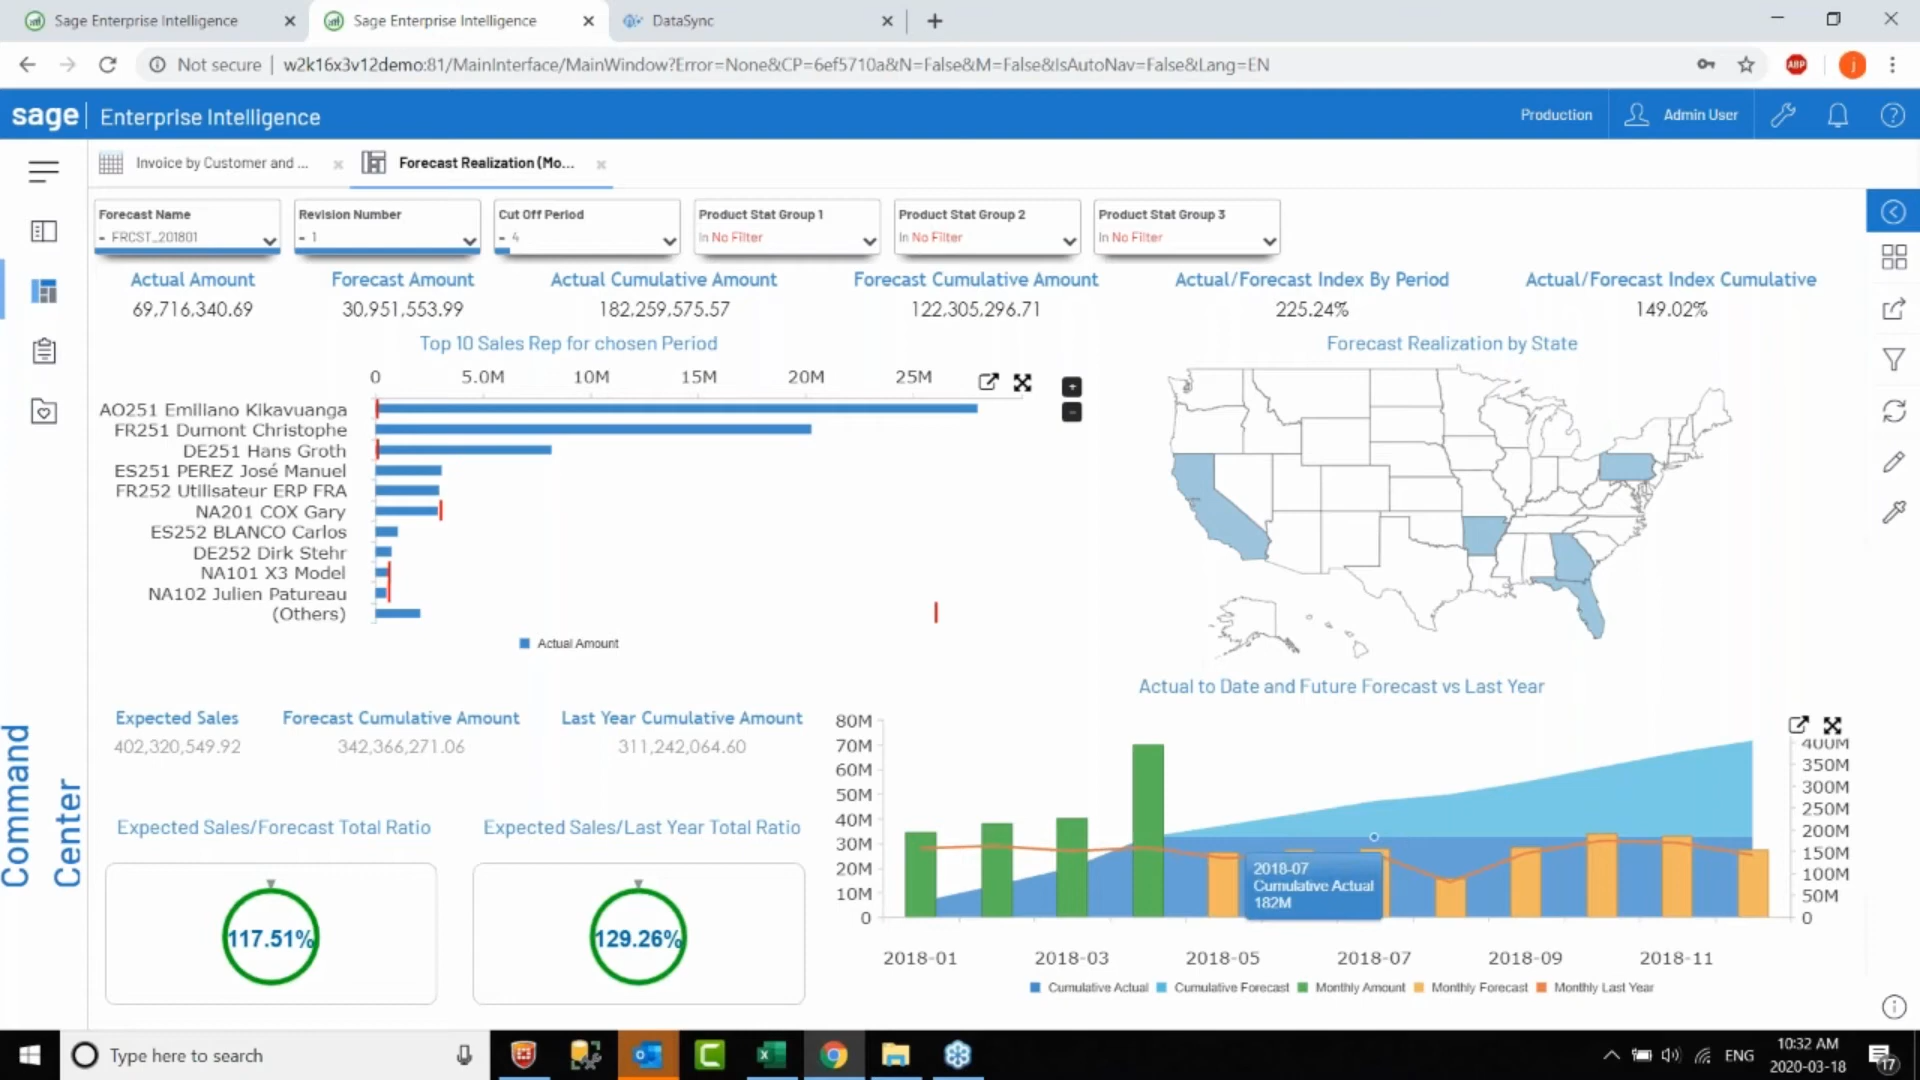 Sage Enterprise Intelligence
Sage Enterprise Intelligence
DataSync
Not secure | w2k16x3v12demo:81/MainInterface/MainWindow?Error=None&CP=6ef5710a&N=False&M=False&IsAutoNav=False&Lang=EN
ABP
j
sage Enterprise Intelligence
Production
Admin User
Invoice by Customer and ...
Forecast Realization (Mo...
Forecast Name
= FRCST_201801
Revision Number
= 1
Cut Off Period
= 4
Product Stat Group 1
In No Filter
Product Stat Group 2
In No Filter
Product Stat Group 3
In No Filter
Actual Amount
69,716,340.69
Forecast Amount
30,951,553.99
Actual Cumulative Amount
182,259,575.57
Forecast Cumulative Amount
122,305,296.71
Actual/Forecast Index By Period
225.24%
Actual/Forecast Index Cumulative
149.02%
Top 10 Sales Rep for chosen Period
0 5.0M 10M 15M 20M 25M
AO251 Emiliano Kikavuanga
FR251 Dumont Christophe
DE251 Hans Groth
ES251 PEREZ José Manuel
FR252 Utilisateur ERP FRA
NA201 COX Gary
ES252 BLANCO Carlos
DE252 Dirk Stehr
NA101 X3 Model
NA102 Julien Patureau
(Others)
Actual Amount
+
-
Forecast Realization by State
Command
Center
Expected Sales
402,320,549.92
Forecast Cumulative Amount
342,366,271.06
Last Year Cumulative Amount
311,242,064.60
Expected Sales/Forecast Total Ratio
117.51%
Expected Sales/Last Year Total Ratio
129.26%
Actual to Date and Future Forecast vs Last Year
80M
70M
60M
50M
40M
30M
20M
10M
0
400M
350M
300M
250M
200M
150M
100M
50M
0
2018-07
Cumulative Actual
182M
2018-01 2018-03 2018-05 2018-07 2018-09 2018-11
Cumulative Actual Cumulative Forecast Monthly Amount Monthly Forecast Monthly Last Year
Type here to search
ENG
10:32 AM
2020-03-18
17